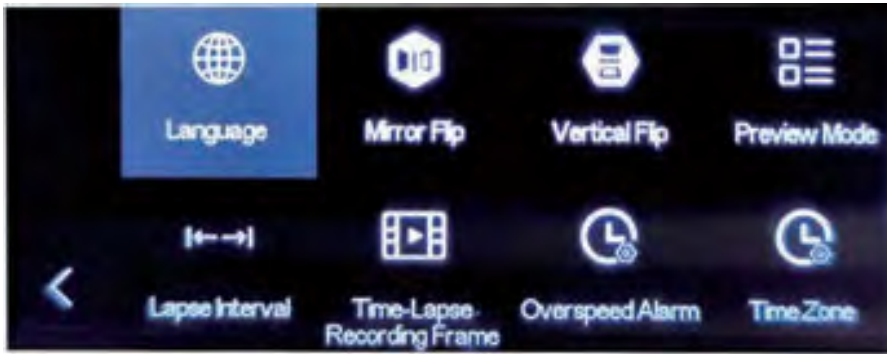 Language
Mirror Flip
Vertical Flip
Preview Mode
Lapse Interval
Time-Lapse
Recording Frame
Overspeed Alarm
Time Zone